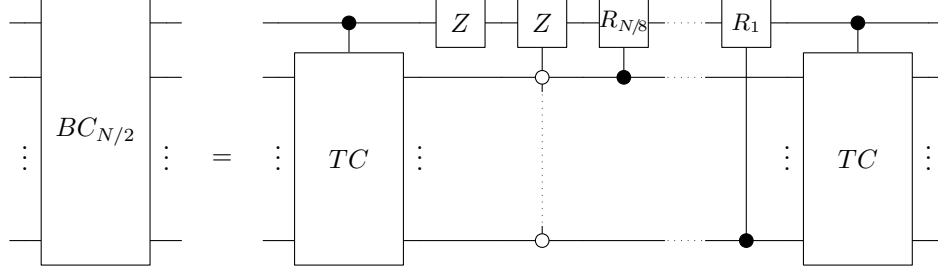 Z Z R_{N/8} R_1
BC_{N/2} = TC TC